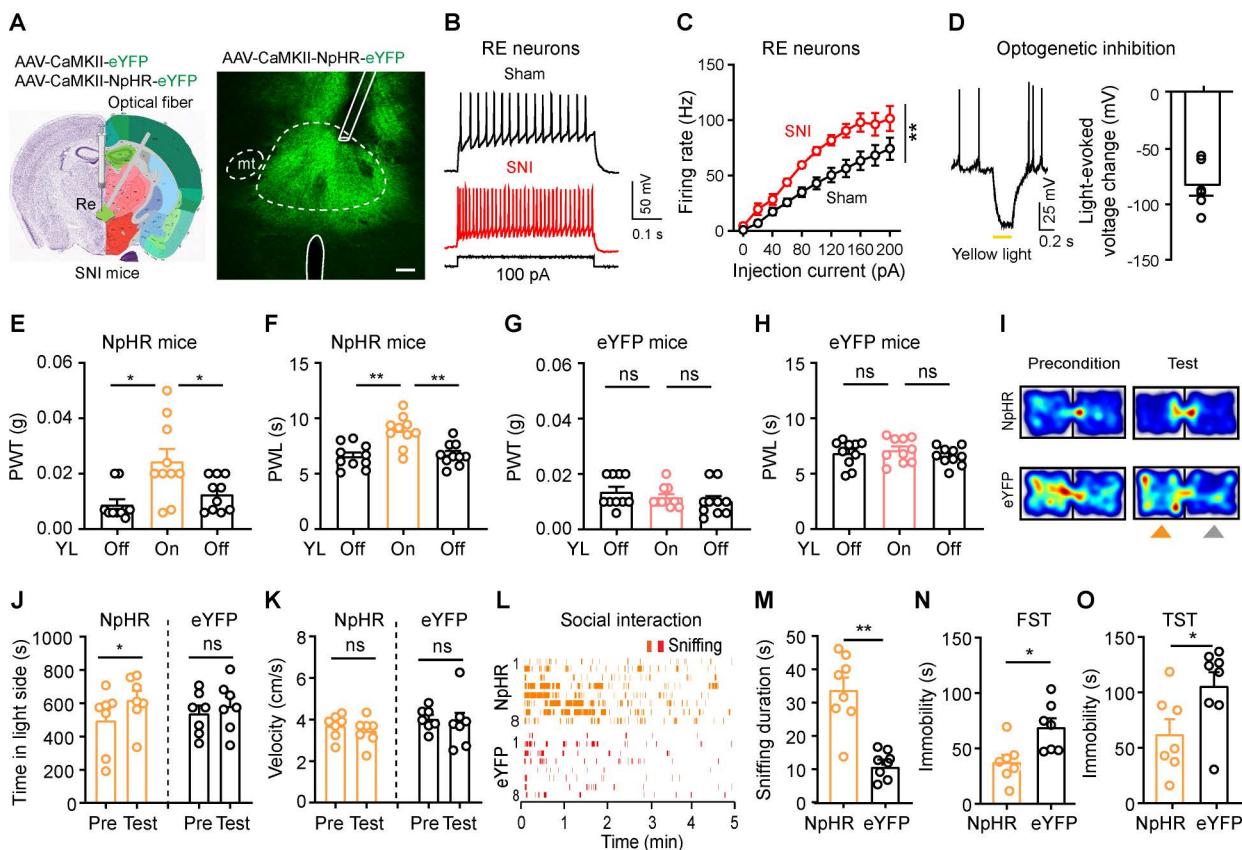 A
AAV-CaMKII-eYFP
AAV-CaMKII-NpHR-eYFP
Optical fiber
Re
SNI mice
AAV-CaMKII-NpHR-eYFP
mt
B
RE neurons
Sham
SNI
50 mV
0.1 s
100 pA
C
RE neurons
Firing rate (Hz)
150
100
50
0
SNI
Sham
**
0 40 80 120 160 200
Injection current (pA)
D
Optogenetic inhibition
25 mV
0.2 s
Yellow light
Light-evoked
voltage change (mV)
0
-50
-100
-150
E
NpHR mice
PWT (g)
0.06
0.04
0.02
0.00
* *
YL Off On Off
F
NpHR mice
PWL (s)
15
10
5
0
** **
Off On Off
G
eYFP mice
PWT (g)
0.06
0.04
0.02
0.00
ns ns
YL Off On Off
H
eYFP mice
PWL (s)
15
10
5
0
ns ns
YL Off On Off
I
Precondition Test
NpHR
eYFP
J
NpHR eYFP
Time in light side (s)
1000
800
600
400
200
0
* ns
Pre Test Pre Test
K
NpHR eYFP
Velocity (cm/s)
10
8
6
4
2
0
ns ns
Pre Test Pre Test
L
Social interaction
Sniffing
1
NpHR
8
1
eYFP
8
0 1 2 3 4 5
Time (min)
M
Sniffing duration (s)
50
40
30
20
10
0
**
NpHR eYFP
N
FST
Immobility (s)
150
100
50
0
*
NpHR eYFP
O
TST
Immobility (s)
150
100
50
0
*
NpHR eYFP